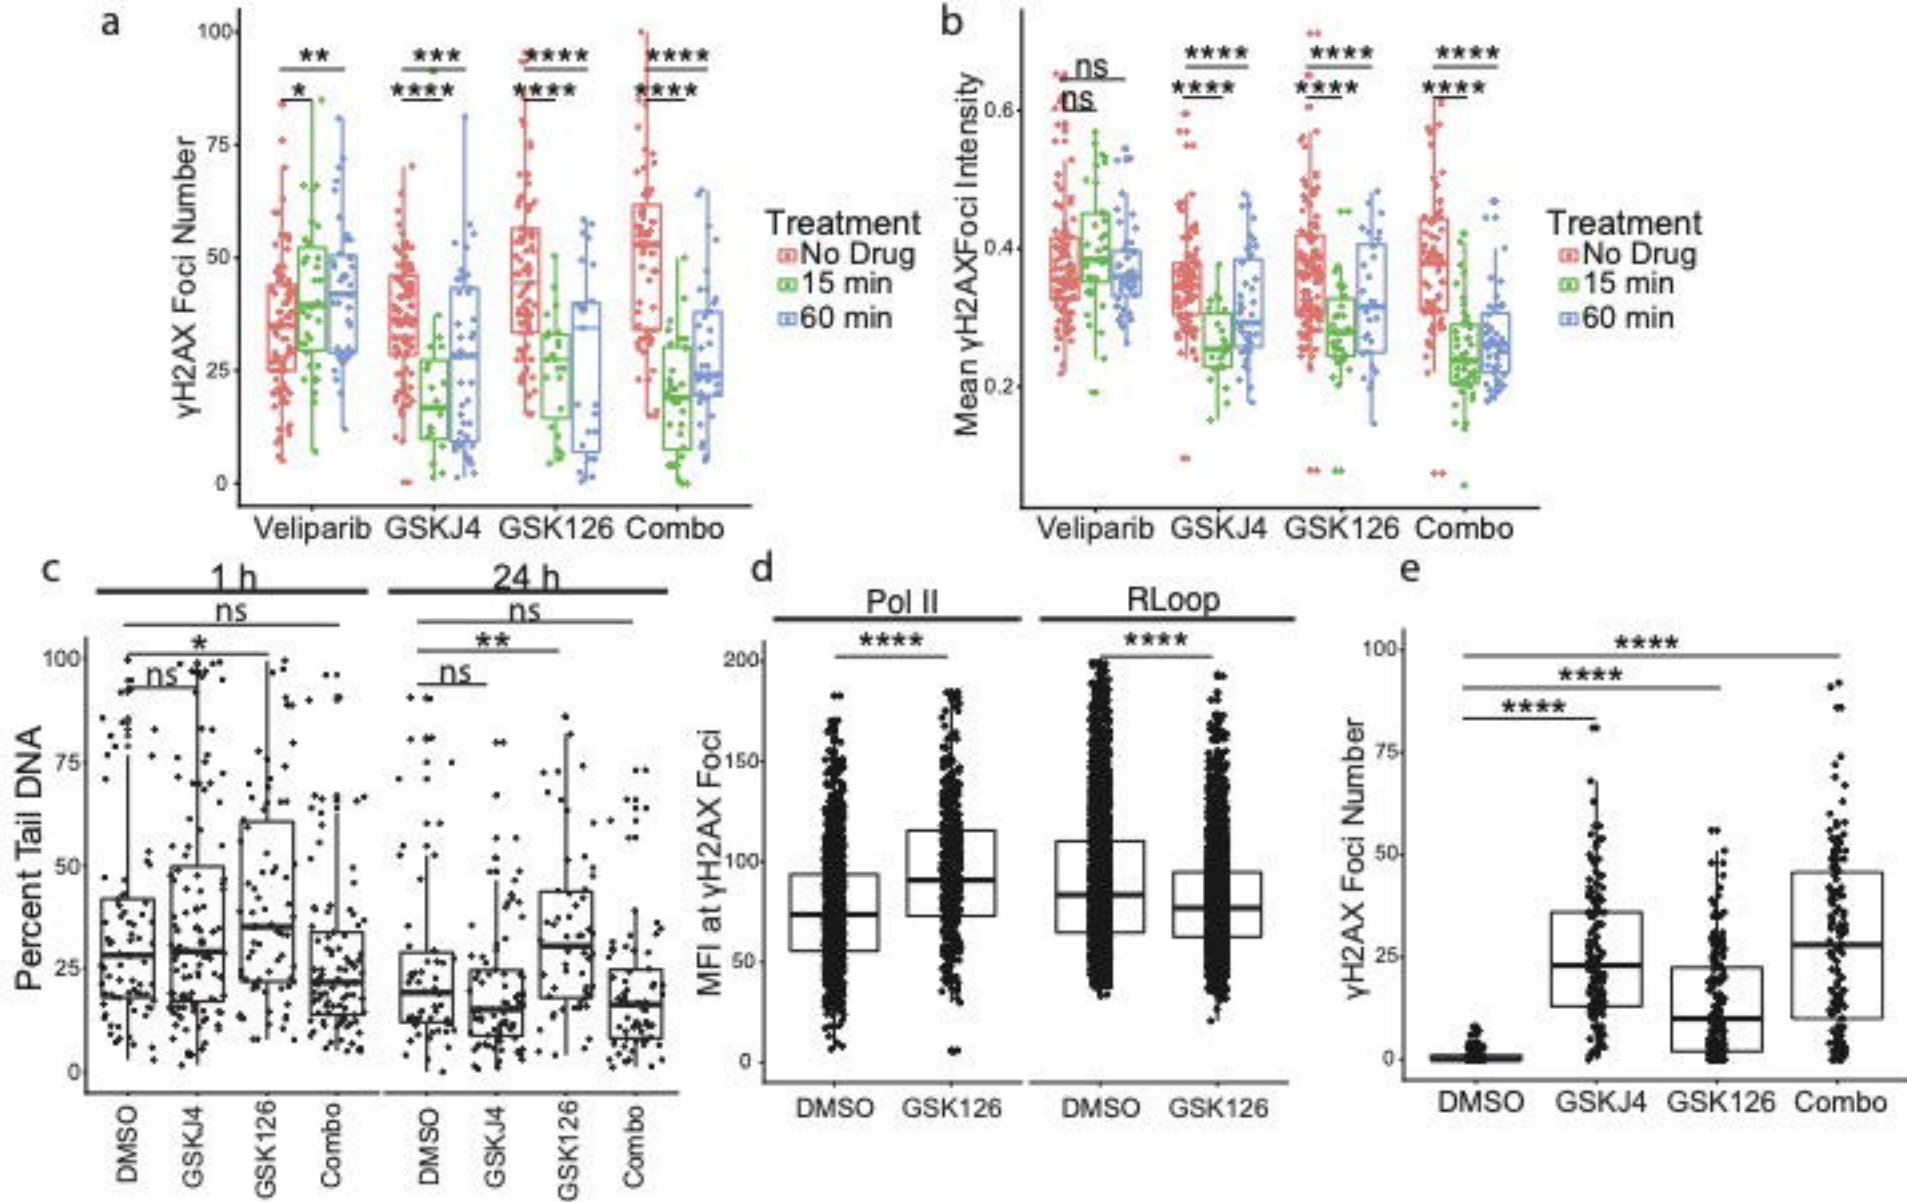 a
γH2AX Foci Number
100
75
50
25
0
**
*
***
****
****
****
****
****
Veliparib GSKJ4 GSK126 Combo
Treatment
No Drug
15 min
60 min
b
Mean γH2AXFoci Intensity
0.6
0.4
0.2
ns
ns
****
****
****
****
****
****
Veliparib GSKJ4 GSK126 Combo
Treatment
No Drug
15 min
60 min
c
1 h
24 h
ns
*
ns
ns
**
ns
Percent Tail DNA
100
75
50
25
0
DMSO
GSKJ4
GSK126
Combo
DMSO
GSKJ4
GSK126
Combo
d
Pol II
RLoop
****
****
MFI at γH2AX Foci
200
150
100
50
0
DMSO GSK126 DMSO GSK126
e
****
****
****
γH2AX Foci Number
100
75
50
25
0
DMSO GSKJ4 GSK126 Combo